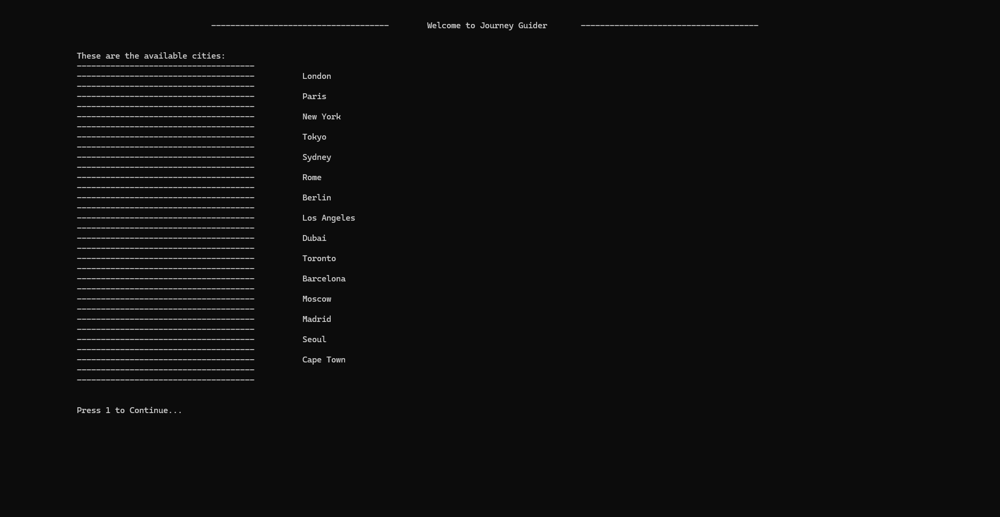 ------------------------------------- Welcome to Journey Guider -------------------------------------
These are the available cities:
-------------------------------------
------------------------------------- London
-------------------------------------
------------------------------------- Paris
-------------------------------------
------------------------------------- New York
-------------------------------------
------------------------------------- Tokyo
-------------------------------------
------------------------------------- Sydney
-------------------------------------
------------------------------------- Rome
-------------------------------------
------------------------------------- Berlin
-------------------------------------
------------------------------------- Los Angeles
-------------------------------------
------------------------------------- Dubai
-------------------------------------
------------------------------------- Toronto
-------------------------------------
------------------------------------- Barcelona
-------------------------------------
------------------------------------- Moscow
-------------------------------------
------------------------------------- Madrid
-------------------------------------
------------------------------------- Seoul
-------------------------------------
------------------------------------- Cape Town
-------------------------------------
-------------------------------------
Press 1 to Continue...